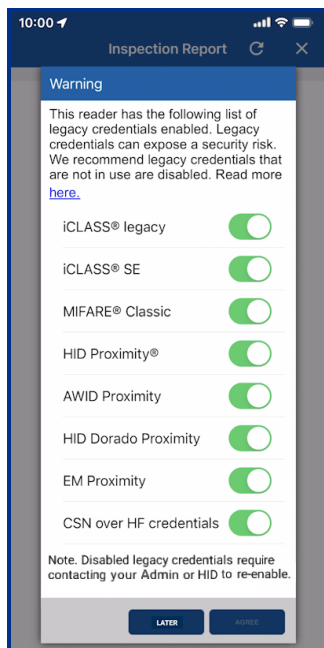 10:00
Inspection Report
Warning
This reader has the following list of
legacy credentials enabled. Legacy
credentials can expose a security risk.
We recommend legacy credentials that
are not in use are disabled. Read more
here.
iCLASS® legacy
iCLASS® SE
MIFARE® Classic
HID Proximity®
AWID Proximity
HID Dorado Proximity
EM Proximity
CSN over HF credentials
Note. Disabled legacy credentials require
contacting your Admin or HID to re-enable.
LATER
AGREE